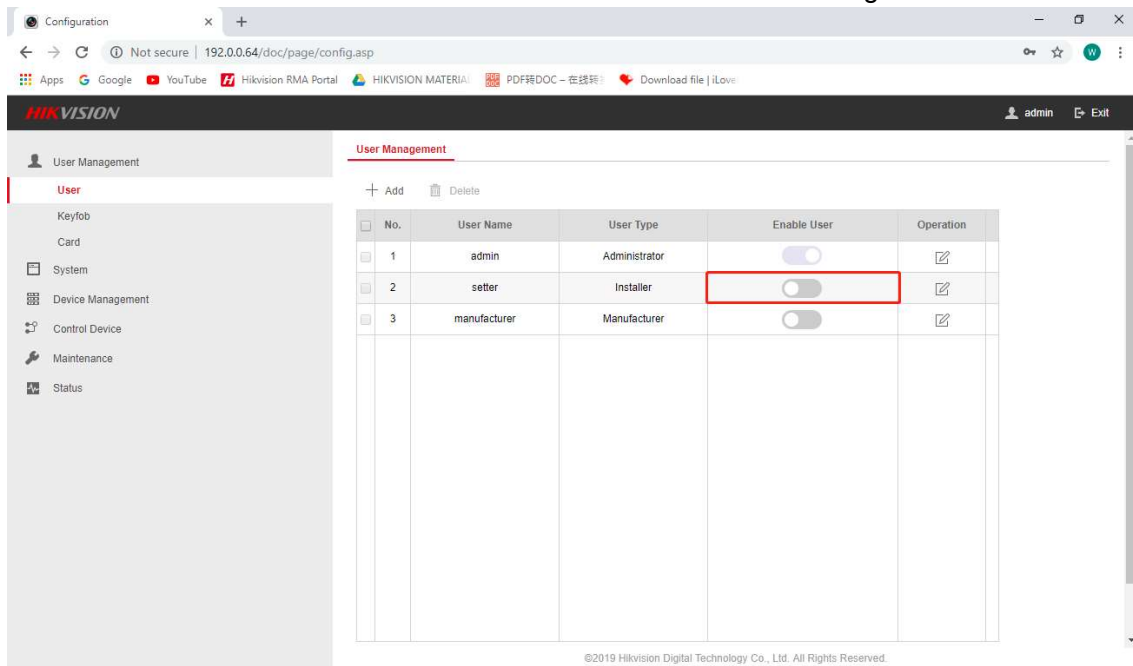 Configuration
Not secure | 192.0.0.64/doc/page/config.asp
Apps Google YouTube Hikvision RMA Portal HIKVISION MATERIA PDF转DOC – 在线转 Download file | iLove
HIKVISION admin Exit
User Management
User Management
User
Keyfob
Card
System
Device Management
Control Device
Maintenance
Status
+ Add Delete
No. User Name User Type Enable User Operation
1 admin Administrator
2 setter Installer
3 manufacturer Manufacturer
©2019 Hikvision Digital Technology Co., Ltd. All Rights Reserved.